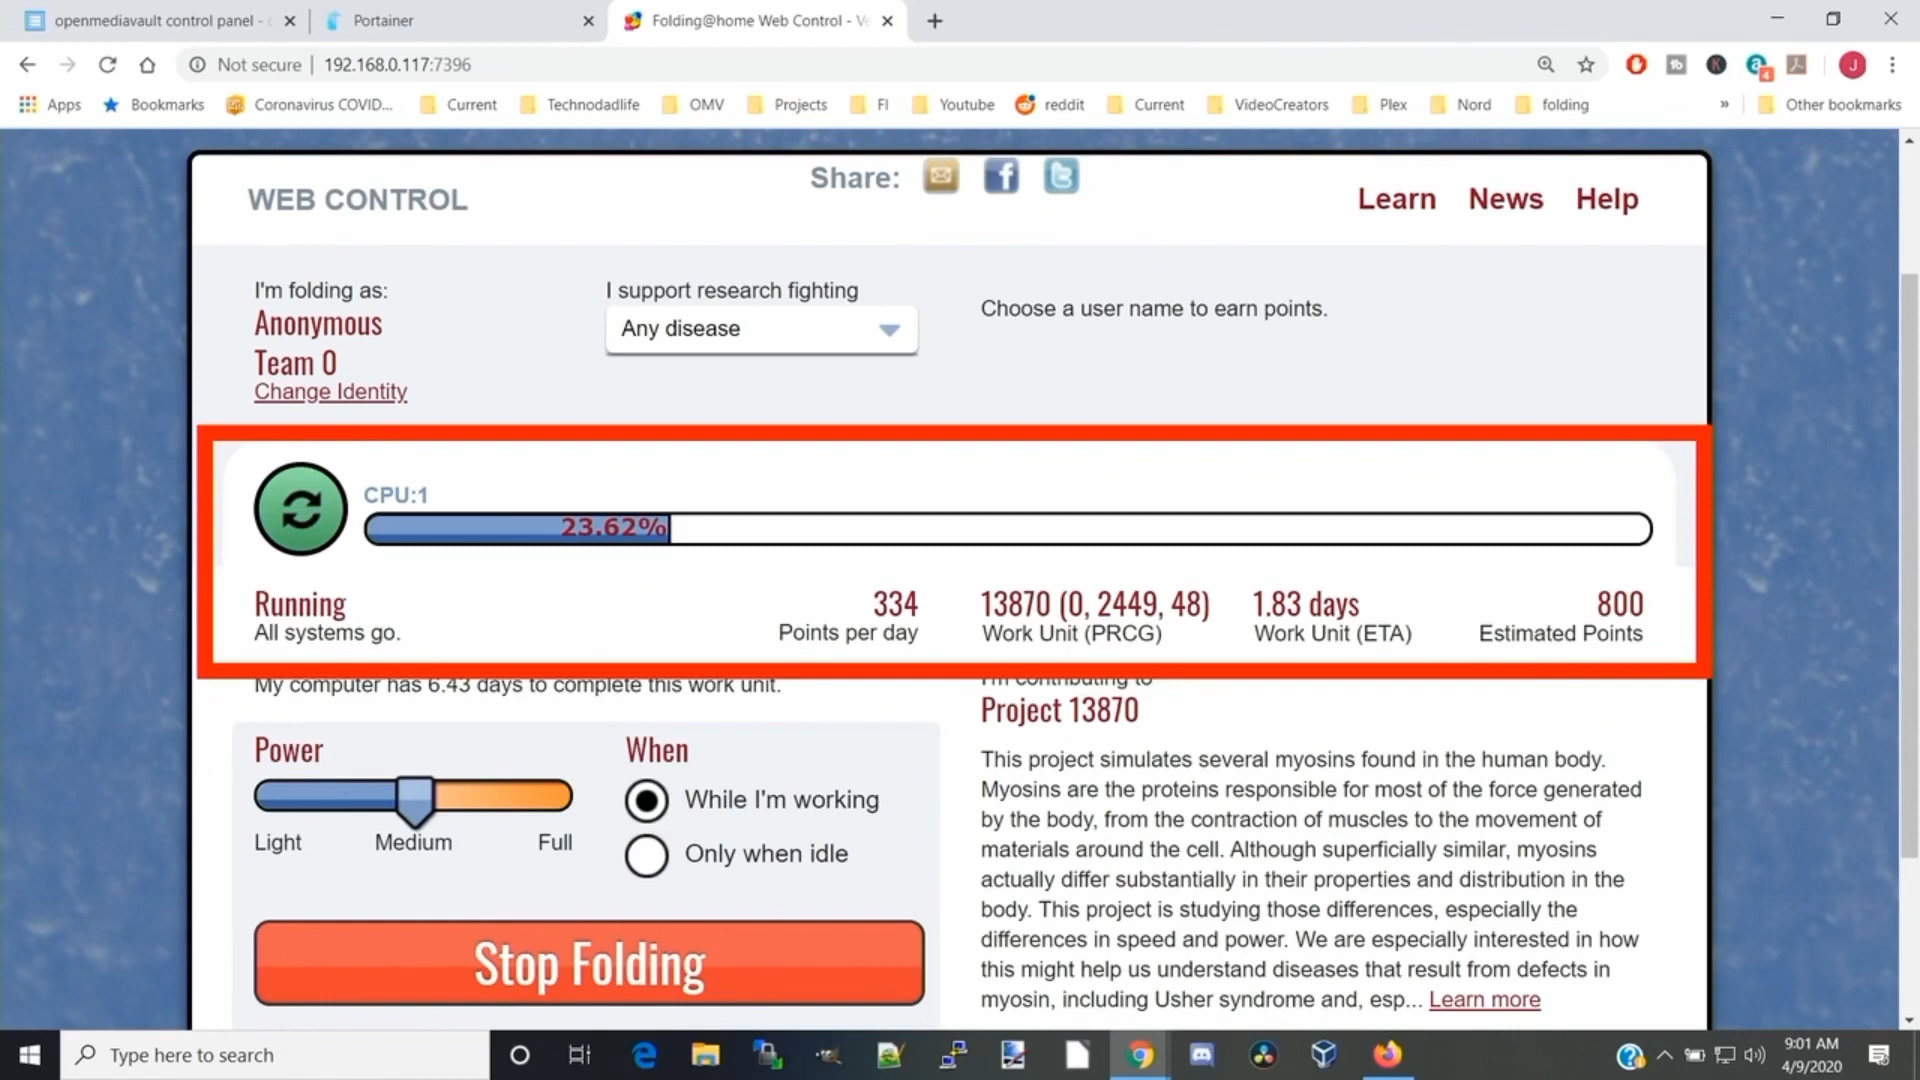 openmediavault control panel -
Portainer
Folding@home Web Control - Ve
Not secure | 192.168.0.117:7396
Apps
Bookmarks
Coronavirus COVID...
Current
Technodadlife
OMV
Projects
FI
Youtube
reddit
Current
VideoCreators
Plex
Nord
folding
»
Other bookmarks
WEB CONTROL
Share:
Learn News Help
I'm folding as:
Anonymous
Team 0
Change Identity
I support research fighting
Any disease
Choose a user name to earn points.
CPU:1
23.62%
Running
All systems go.
334
Points per day
13870 (0, 2449, 48)
Work Unit (PRCG)
1.83 days
Work Unit (ETA)
800
Estimated Points
My computer has 6.43 days to complete this work unit.
Power
Light Medium Full
When
While I'm working
Only when idle
Stop Folding
I'm contributing to
Project 13870
This project simulates several myosins found in the human body.
Myosins are the proteins responsible for most of the force generated
by the body, from the contraction of muscles to the movement of
materials around the cell. Although superficially similar, myosins
actually differ substantially in their properties and distribution in the
body. This project is studying those differences, especially the
differences in speed and power. We are especially interested in how
this might help us understand diseases that result from defects in
myosin, including Usher syndrome and, esp... Learn more
Type here to search
9:01 AM
4/9/2020